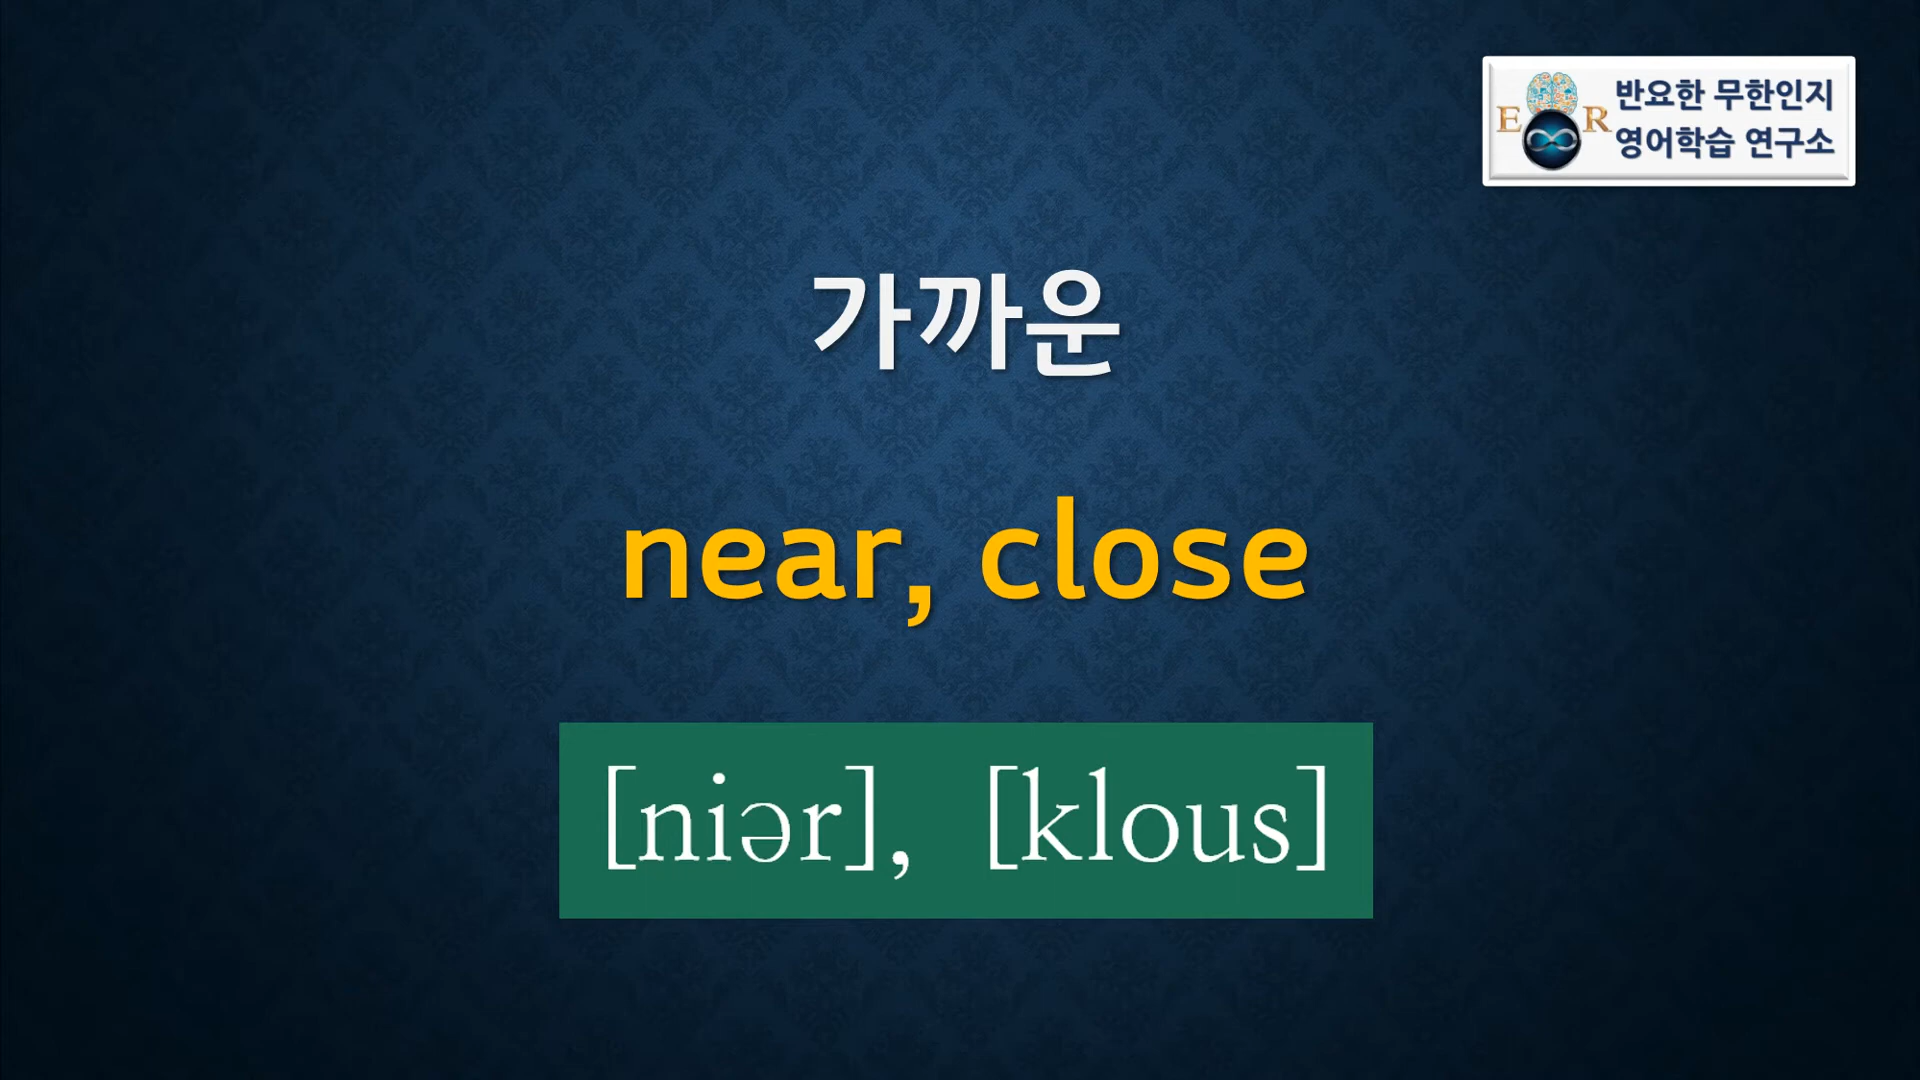 E R 반요한 무한인지
영어학습 연구소
가까운
near, close
[niər], [klous]